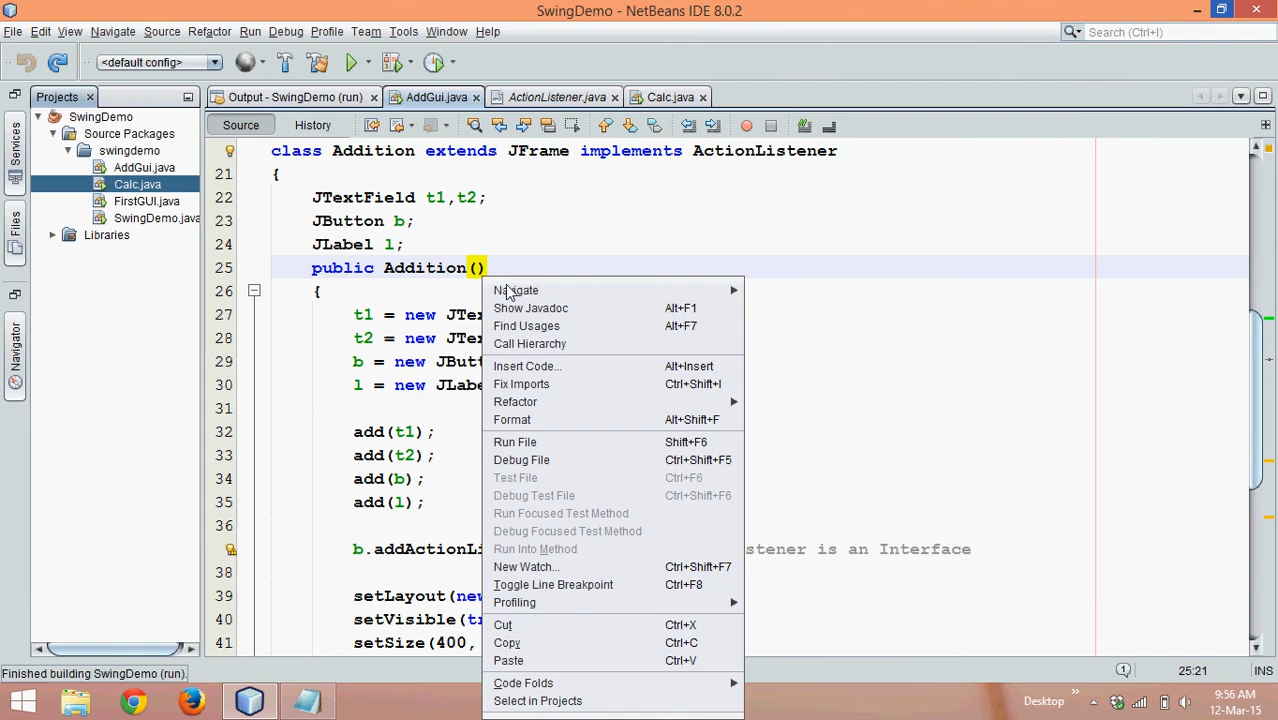 SwingDemo - NetBeans IDE 8.0.2
File Edit View Navigate Source Refactor Run Debug Profile Team Tools Window Help
Search (Ctrl+I)
<default config>
Projects
Output - SwingDemo (run)
AddGui.java
ActionListener.java
Calc.java
Source
History
SwingDemo
Source Packages
swingdemo
AddGui.java
Calc.java
FirstGUI.java
SwingDemo.java
Libraries
Services
Files
Navigator
class Addition extends JFrame implements ActionListener
21 {
22 JTextField t1,t2;
23 JButton b;
24 JLabel l;
25 public Addition()
26 {
27 t1 = new JTe
28 t2 = new JTe
29 b = new JBut
30 l = new JLabe
31
32 add(t1);
33 add(t2);
34 add(b);
35 add(l);
36
b.addActionLi stener is an Interface
38
39 setLayout(new
40 setVisible(tr
41 setSize(400,
Navigate
Show Javadoc Alt+F1
Find Usages Alt+F7
Call Hierarchy
Insert Code... Alt+Insert
Fix Imports Ctrl+Shift+I
Refactor
Format Alt+Shift+F
Run File Shift+F6
Debug File Ctrl+Shift+F5
Test File Ctrl+F6
Debug Test File Ctrl+Shift+F6
Run Focused Test Method
Debug Focused Test Method
Run Into Method
New Watch... Ctrl+Shift+F7
Toggle Line Breakpoint Ctrl+F8
Profiling
Cut Ctrl+X
Copy Ctrl+C
Paste Ctrl+V
Code Folds
Select in Projects
Finished building SwingDemo (run).
1
25:21
INS
Desktop
9:56 AM
12-Mar-15